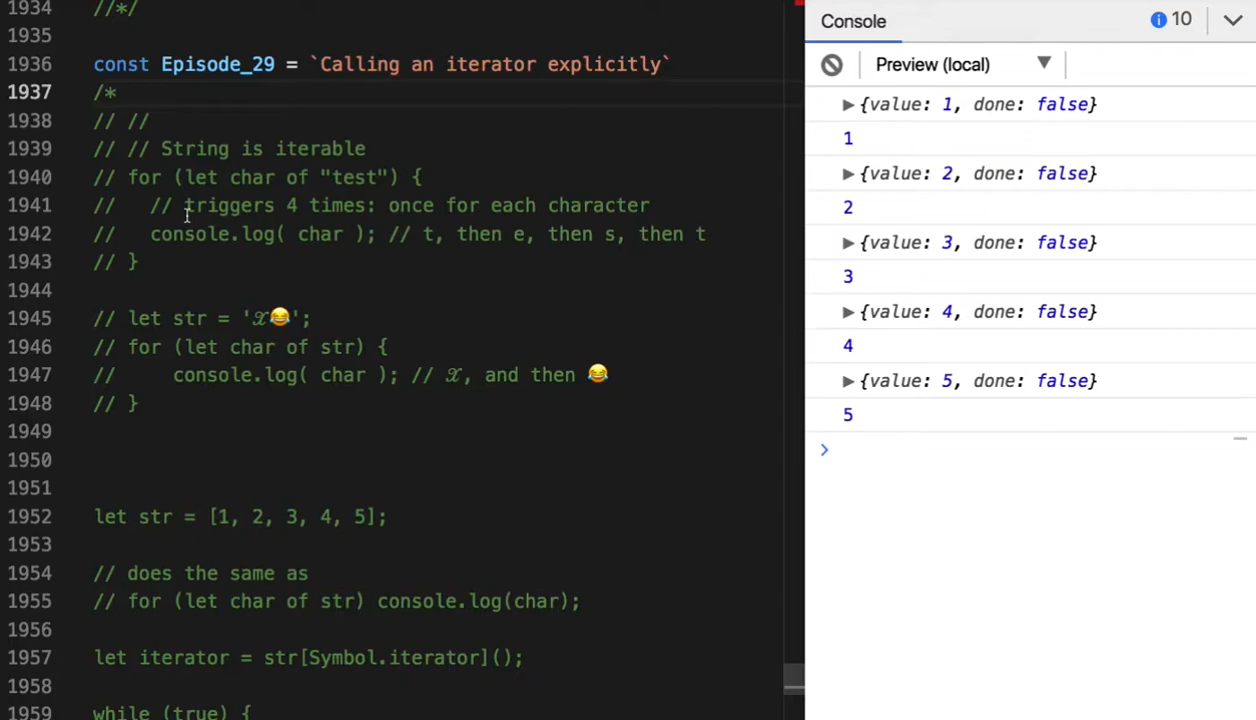 1934 //*/
1935
1936 const Episode_29 = `Calling an iterator explicitly`
1937 /*
1938 // //
1939 // // String is iterable
1940 // for (let char of "test") {
1941 //   // triggers 4 times: once for each character
1942 //   console.log( char ); // t, then e, then s, then t
1943 // }
1944
1945 // let str = '𝒳😂';
1946 // for (let char of str) {
1947 //     console.log( char ); // 𝒳, and then 😂
1948 // }
1949
1950
1951
1952 let str = [1, 2, 3, 4, 5];
1953
1954 // does the same as
1955 // for (let char of str) console.log(char);
1956
1957 let iterator = str[Symbol.iterator]();
1958
1959 while (true) {
Console
10
Preview (local) ▼
▶ {value: 1, done: false}
1
▶ {value: 2, done: false}
2
▶ {value: 3, done: false}
3
▶ {value: 4, done: false}
4
▶ {value: 5, done: false}
5
>